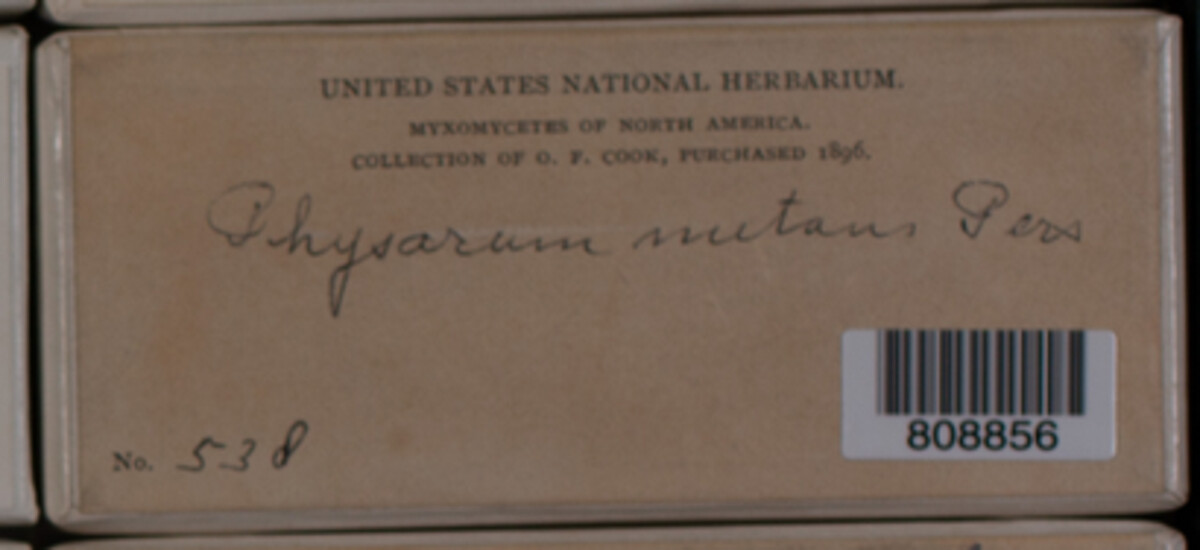 UNITED STATES NATIONAL HERBARIUM.
MYXOMYCETES OF NORTH AMERICA.
COLLECTION OF O. F. COOK, PURCHASED 1896.
Physarum nutans Pers
No. 538
808856